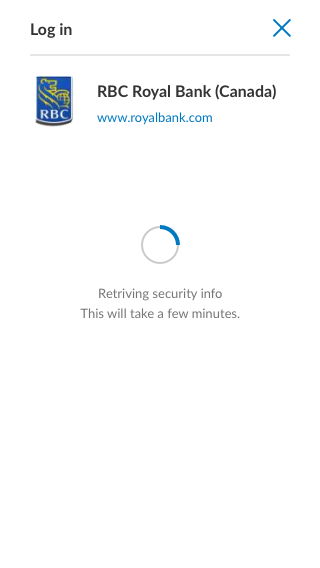 Log in
RBC Royal Bank (Canada)
RBC
www.royalbank.com
Retriving security info
This will take a few minutes.